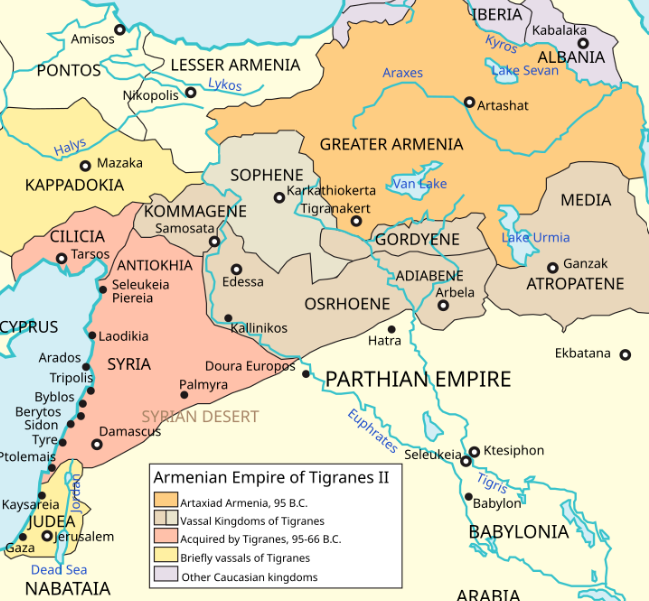 IBERIA
Kabalaka
ALBANIA
Amisos
Kyros
PONTOS
LESSER ARMENIA
Araxes
Lake Sevan
Lykos
Nikopolis
Artashat
Halys
GREATER ARMENIA
Mazaka
KAPPADOKIA
SOPHENE
Karkathiokerta
Van Lake
MEDIA
Tigranakert
KOMMAGENE
Samosata
CILICIA
Tarsos
GORDYENE
Lake Urmia
ANTIOKHIA
Ganzak
ADIABENE
Edessa
Arbela
ATROPATENE
Seleukeia
Piereia
OSRHOENE
CYPRUS
Kallinikos
Laodikia
Hatra
Ekbatana
Arados
SYRIA
Doura Europos
Tripolis
PARTHIAN EMPIRE
Palmyra
Byblos
Berytos
SYRIAN DESERT
Sidon
Damascus
Euphrates
Tyre
Ptolemais
Seleukeia
Ktesiphon
Jordan
Tigris
Kaysareia
Babylon
JUDEA
Jerusalem
Gaza
BABYLONIA
Dead Sea
NABATAIA
ARABIA
Armenian Empire of Tigranes II
Artaxiad Armenia, 95 B.C.
Vassal Kingdoms of Tigranes
Acquired by Tigranes, 95-66 B.C.
Briefly vassals of Tigranes
Other Caucasian kingdoms